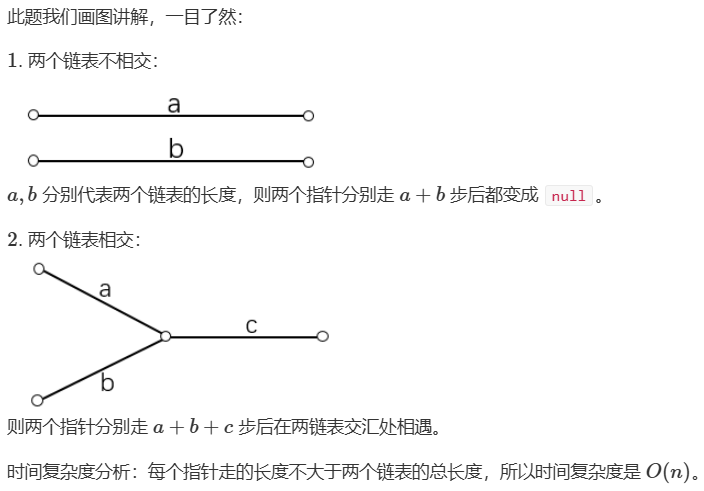 此题我们画图讲解，一目了然：
1. 两个链表不相交：
a
b
a, b 分别代表两个链表的长度，则两个指针分别走 a + b 步后都变成 null 。
2. 两个链表相交：
a
c
b
则两个指针分别走 a + b + c 步后在两链表交汇处相遇。
时间复杂度分析：每个指针走的长度不大于两个链表的总长度，所以时间复杂度是 O(n)。